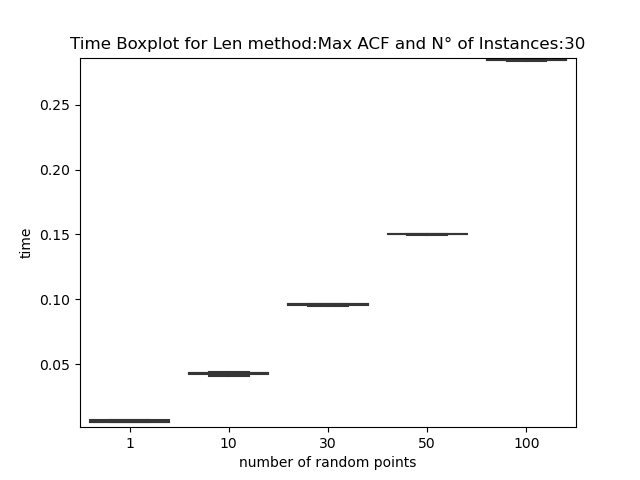 Time Boxplot for Len method:Max ACF and N° of Instances:30
0.25
0.20
0.15
0.10
0.05
time
1 10 30 50 100
number of random points